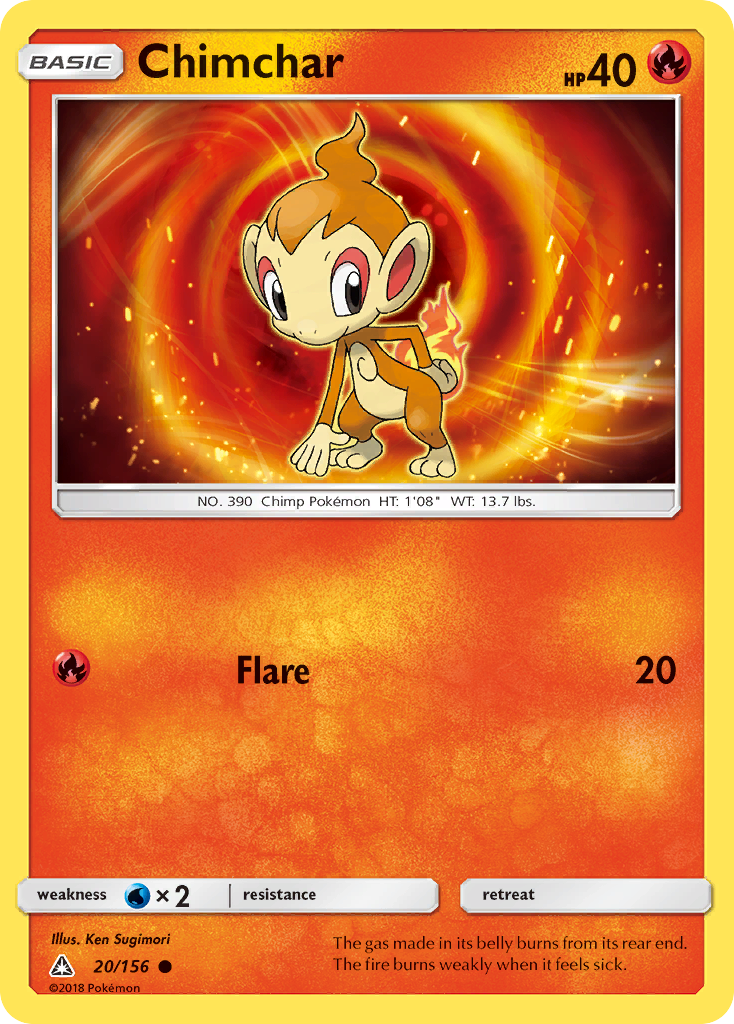 BASIC Chimchar HP 40
NO. 390 Chimp Pokémon HT: 1'08" WT: 13.7 lbs.
Flare 20
weakness × 2 resistance retreat
Illus. Ken Sugimori
The gas made in its belly burns from its rear end.
The fire burns weakly when it feels sick.
20/156
©2018 Pokémon